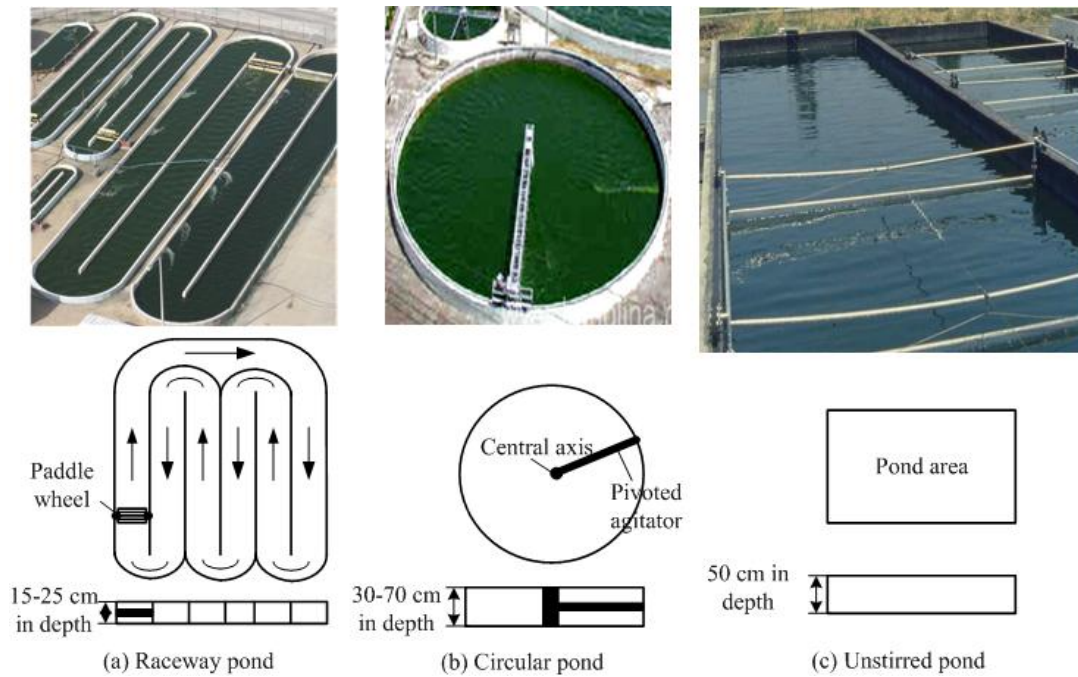 Paddle
wheel
15-25 cm
in depth
(a) Raceway pond
Central axis
Pivoted
agitator
30-70 cm
in depth
(b) Circular pond
Pond area
50 cm in
depth
(c) Unstirred pond